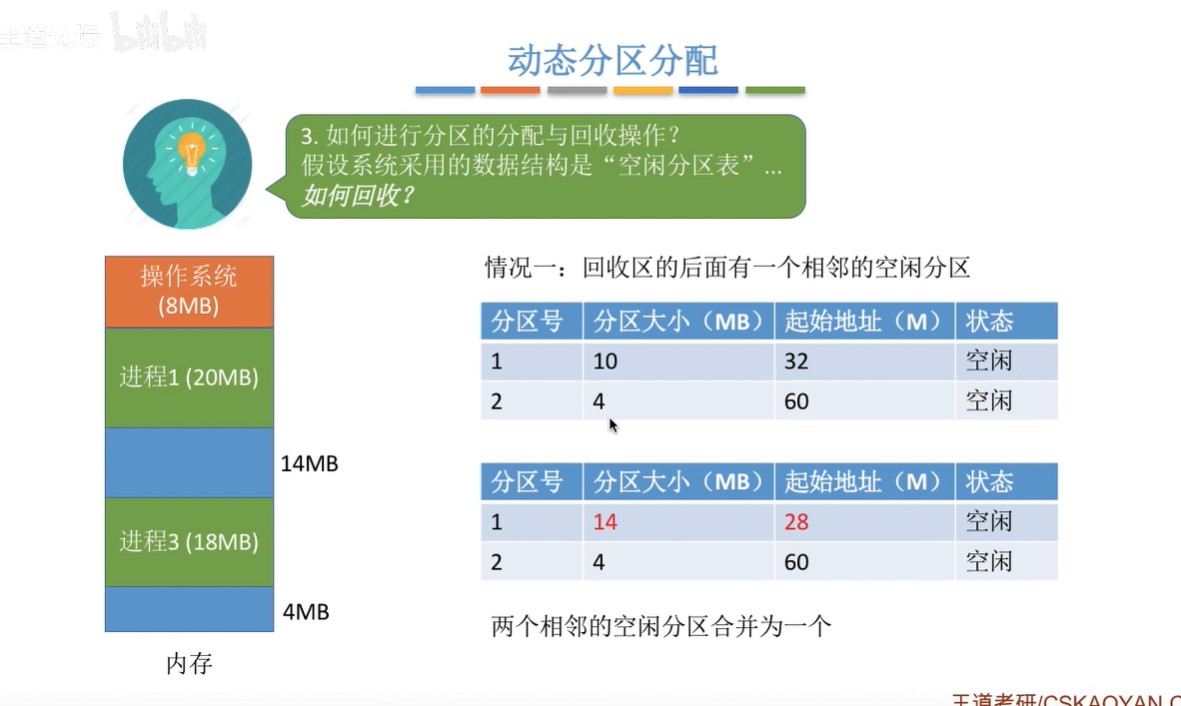 王道论坛 bilibili
动态分区分配
3. 如何进行分区的分配与回收操作？
假设系统采用的数据结构是“空闲分区表”...
如何回收？
操作系统
(8MB)
进程1 (20MB)
14MB
进程3 (18MB)
4MB
内存
情况一：回收区的后面有一个相邻的空闲分区
分区号 分区大小（MB） 起始地址（M） 状态
1 10 32 空闲
2 4 60 空闲
分区号 分区大小（MB） 起始地址（M） 状态
1 14 28 空闲
2 4 60 空闲
两个相邻的空闲分区合并为一个
王道考研/CSKAOYAN.C